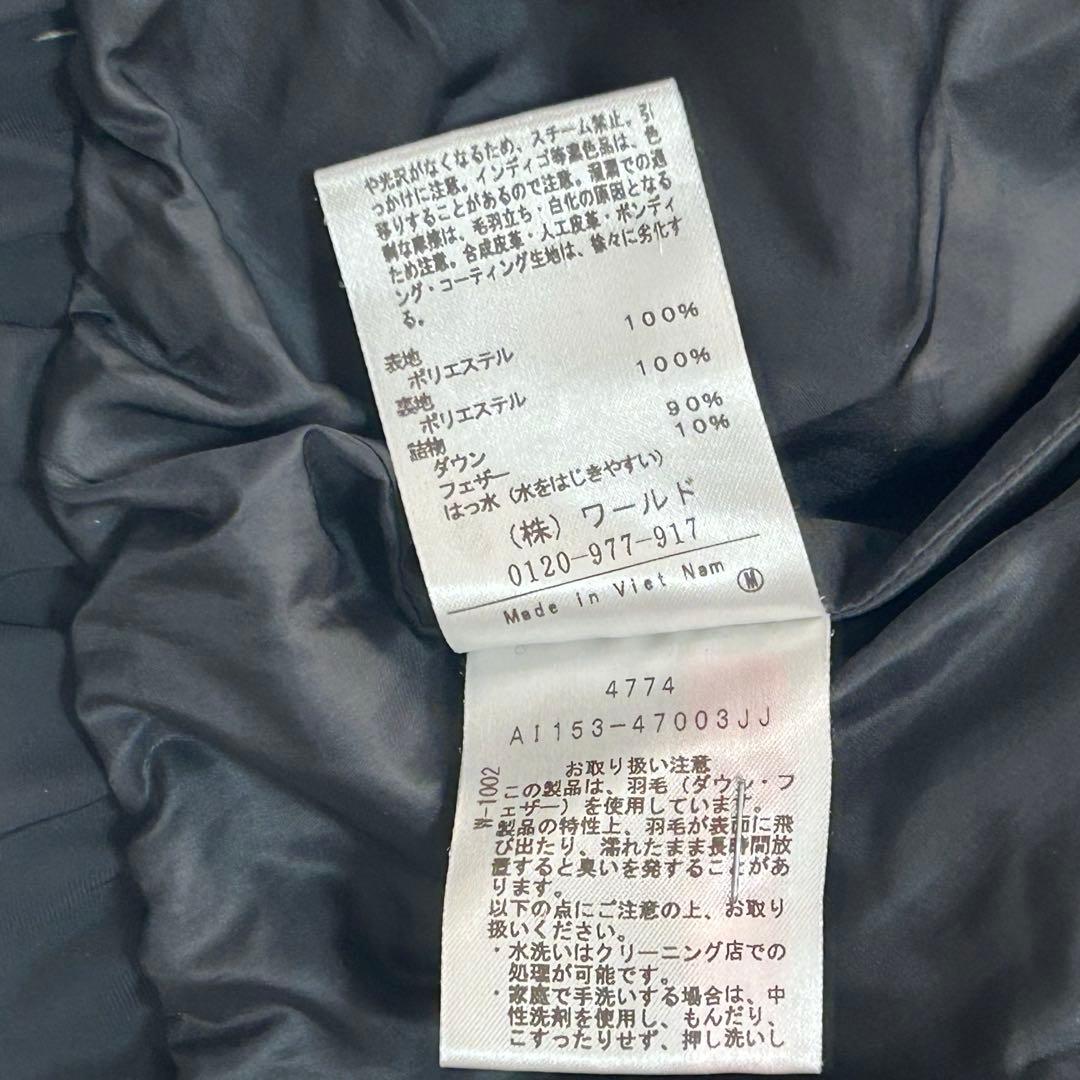 や光沢がなくなるため、スチーム禁止。引
っかけに注意。インディゴ等濃色品は、色
移りすることがあるので注意。湿潤での過
剰な摩擦は、毛羽立ち・白化の原因となる
ため注意。合成皮革・人工皮革・ボンディ
ング・コーティング生地は、徐々に劣化す
る。
表地
ポリエステル 100%
裏地
ポリエステル 100%
詰物
ダウン 90%
フェザー 10%
はっ水（水をはじきやすい）
（株）ワールド
0120-977-917
Made in Viet Nam Ⓜ
4774
AI153-47003JJ
W-1002
お取り扱い注意
この製品は、羽毛（ダウン・フ
ェザー）を使用しています。
製品の特性上、羽毛が表面に飛
び出たり、濡れたまま長時間放
置すると臭いを発することがあ
ります。
以下の点にご注意の上、お取り
扱いください。
・水洗いはクリーニング店での
処理が可能です。
・家庭で手洗いする場合は、中
性洗剤を使用し、もんだり、
こすったりせず、押し洗いし